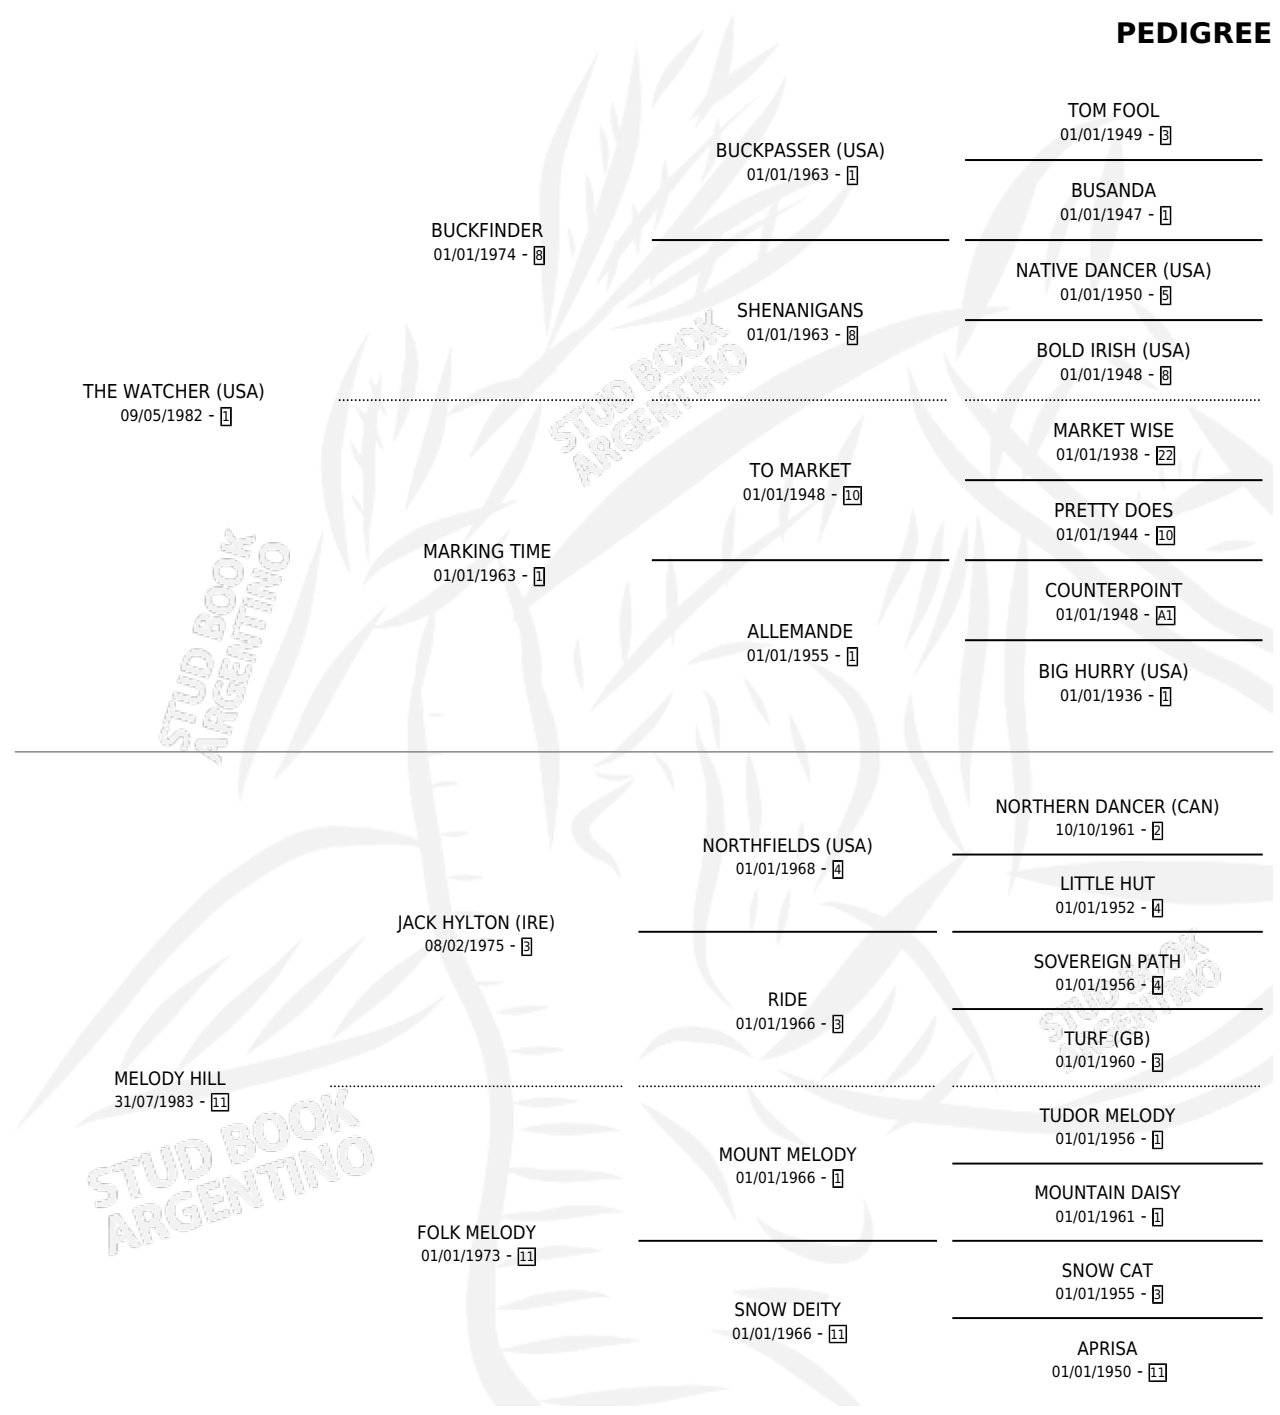 PEDIGREE
TOM FOOL
01/01/1949 - 3
BUCKPASSER (USA)
01/01/1963 - 1
BUSANDA
01/01/1947 - 1
BUCKFINDER
01/01/1974 - 8
NATIVE DANCER (USA)
01/01/1950 - 5
SHENANIGANS
01/01/1963 - 8
BOLD IRISH (USA)
01/01/1948 - 8
THE WATCHER (USA)
09/05/1982 - 1
MARKET WISE
01/01/1938 - 22
TO MARKET
01/01/1948 - 10
PRETTY DOES
01/01/1944 - 10
MARKING TIME
01/01/1963 - 1
COUNTERPOINT
01/01/1948 - A1
ALLEMANDE
01/01/1955 - 1
BIG HURRY (USA)
01/01/1936 - 1
NORTHERN DANCER (CAN)
10/10/1961 - 2
NORTHFIELDS (USA)
01/01/1968 - 4
LITTLE HUT
01/01/1952 - 4
JACK HYLTON (IRE)
08/02/1975 - 3
SOVEREIGN PATH
01/01/1956 - 4
RIDE
01/01/1966 - 3
TURF (GB)
01/01/1960 - 3
MELODY HILL
31/07/1983 - 11
TUDOR MELODY
01/01/1956 - 1
MOUNT MELODY
01/01/1966 - 1
MOUNTAIN DAISY
01/01/1961 - 1
FOLK MELODY
01/01/1973 - 11
SNOW CAT
01/01/1955 - 3
SNOW DEITY
01/01/1966 - 11
APRISA
01/01/1950 - 11
STUD BOOK
ARGENTINO
STUD BOOK
ARGENTINO
STUD BOOK
ARGENTINO
STUD BOOK
ARGENTINO